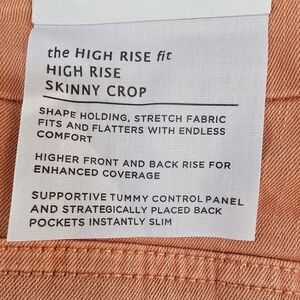 the HIGH RISE fit
HIGH RISE
SKINNY CROP
SHAPE HOLDING, STRETCH FABRIC
FITS AND FLATTERS WITH ENDLESS
COMFORT
HIGHER FRONT AND BACK RISE FOR
ENHANCED COVERAGE
SUPPORTIVE TUMMY CONTROL PANEL
AND STRATEGICALLY PLACED BACK
POCKETS INSTANTLY SLIM